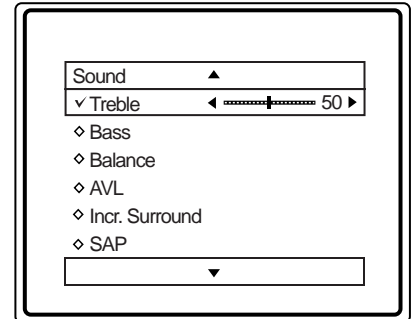 Sound
Treble 50
Bass
Balance
AVL
Incr. Surround
SAP